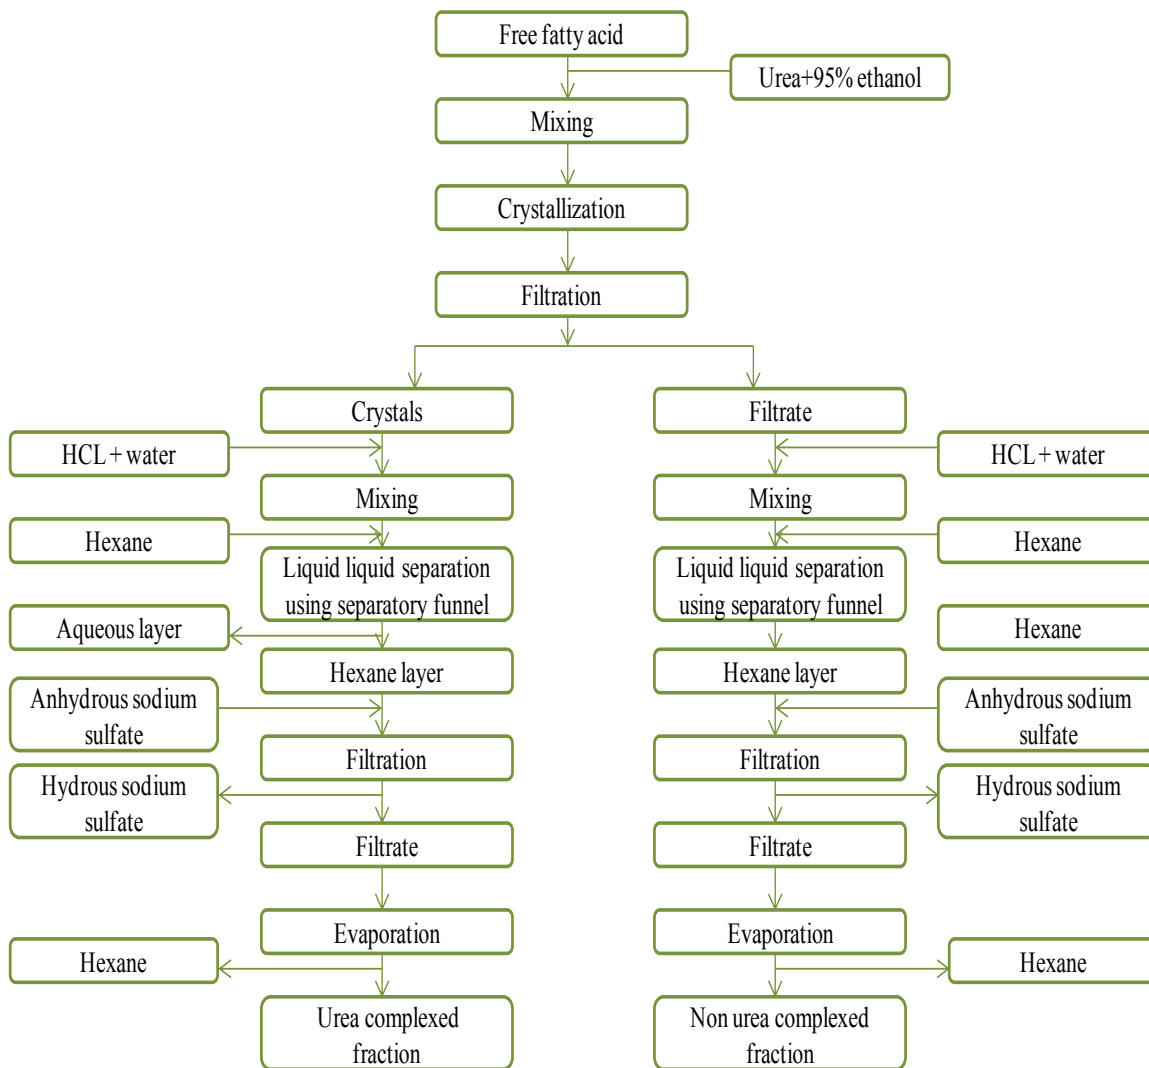 Free fatty acid
Urea+95% ethanol
Mixing
Crystallization
Filtration
Crystals
Filtrate
HCL + water
HCL + water
Mixing
Mixing
Hexane
Hexane
Liquid liquid separation
using separatory funnel
Liquid liquid separation
using separatory funnel
Aqueous layer
Hexane
Hexane layer
Hexane layer
Anhydrous sodium
sulfate
Anhydrous sodium
sulfate
Filtration
Filtration
Hydrous sodium
sulfate
Hydrous sodium
sulfate
Filtrate
Filtrate
Evaporation
Evaporation
Hexane
Hexane
Urea complexed
fraction
Non urea complexed
fraction